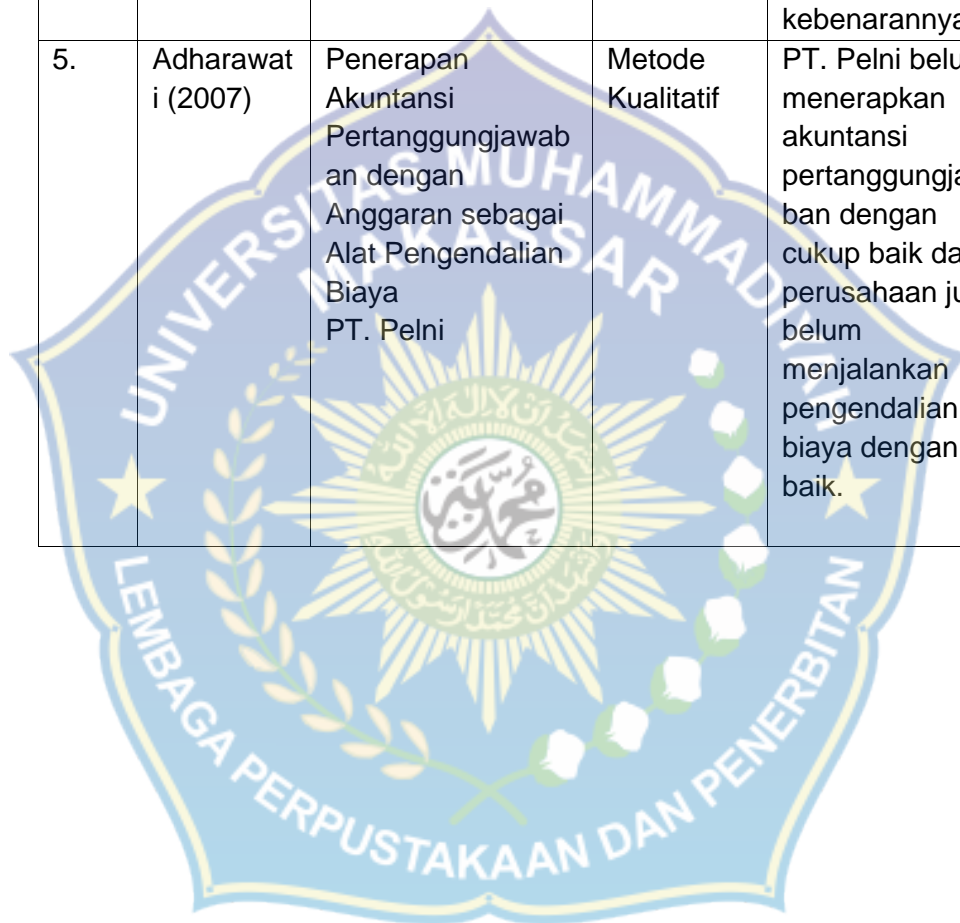 kebenarannya
5.
Adharawat
i (2007)
Penerapan
Akuntansi
Pertanggungjawab
an dengan
Anggaran sebagai
Alat Pengendalian
Biaya
PT. Pelni
Metode
Kualitatif
PT. Pelni belu
menerapkan
akuntansi
pertanggungja
ban dengan
cukup baik da
perusahaan ju
belum
menjalankan
pengendalian
biaya dengan
baik.
UNIVERSITAS MUHAMMADIYAH
MAKASSAR
LEMBAGA PERPUSTAKAAN DAN PENERBITAN